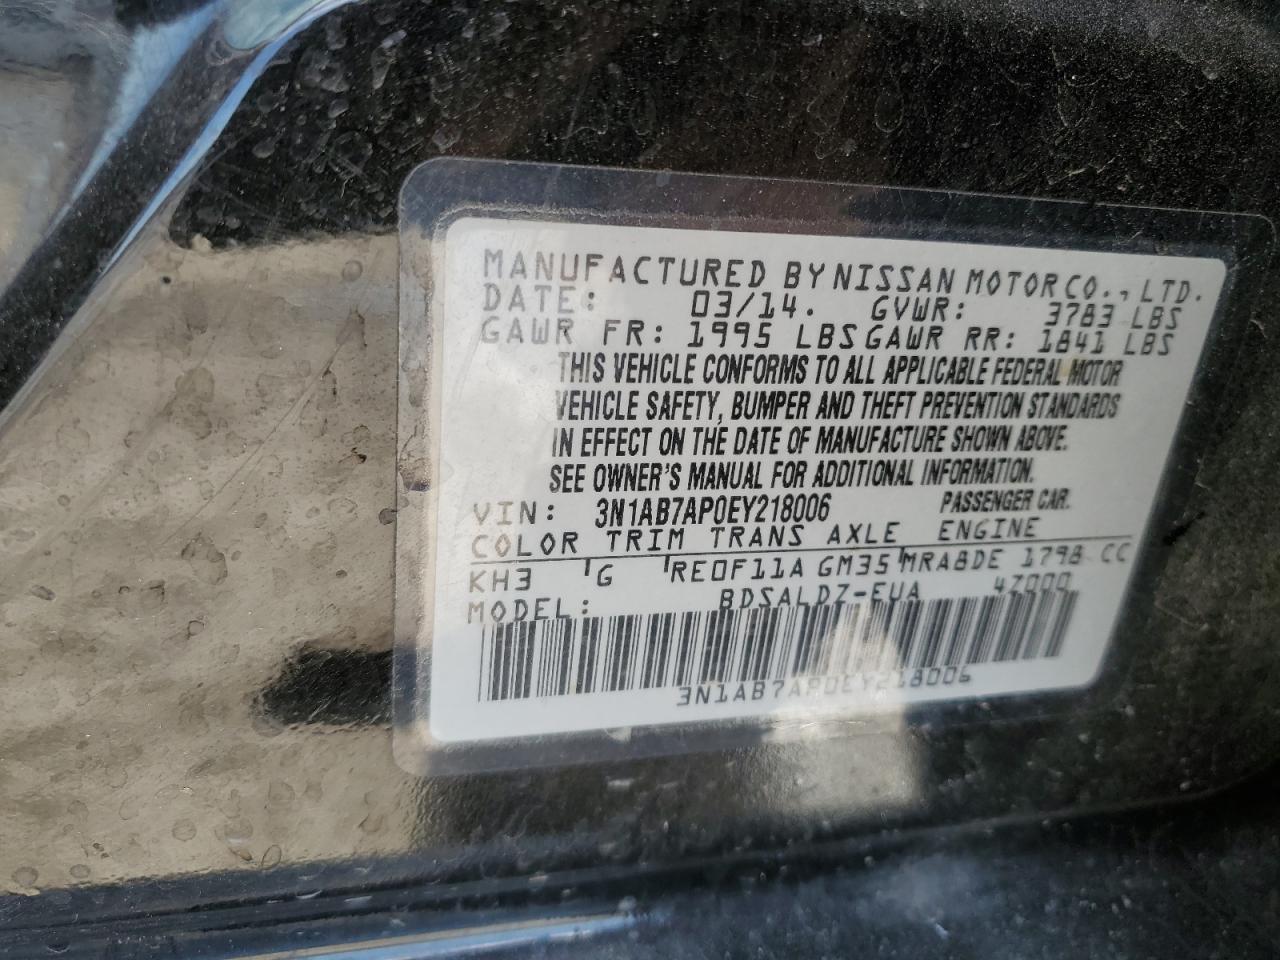 MANUFACTURED BY NISSAN MOTOR CO., LTD.
DATE: 03/14. GVWR: 3783 LBS
GAWR FR: 1995 LBS GAWR RR: 1841 LBS
THIS VEHICLE CONFORMS TO ALL APPLICABLE FEDERAL MOTOR
VEHICLE SAFETY, BUMPER AND THEFT PREVENTION STANDARDS
IN EFFECT ON THE DATE OF MANUFACTURE SHOWN ABOVE.
SEE OWNER'S MANUAL FOR ADDITIONAL INFORMATION.
VIN: 3N1AB7AP0EY218006 PASSENGER CAR.
COLOR TRIM TRANS AXLE ENGINE
KH3 G RE0F11A GM35 MRA8DE 1798 CC
MODEL: BDSALDZ-EUA 4Z000
3N1AB7AP0EY218006